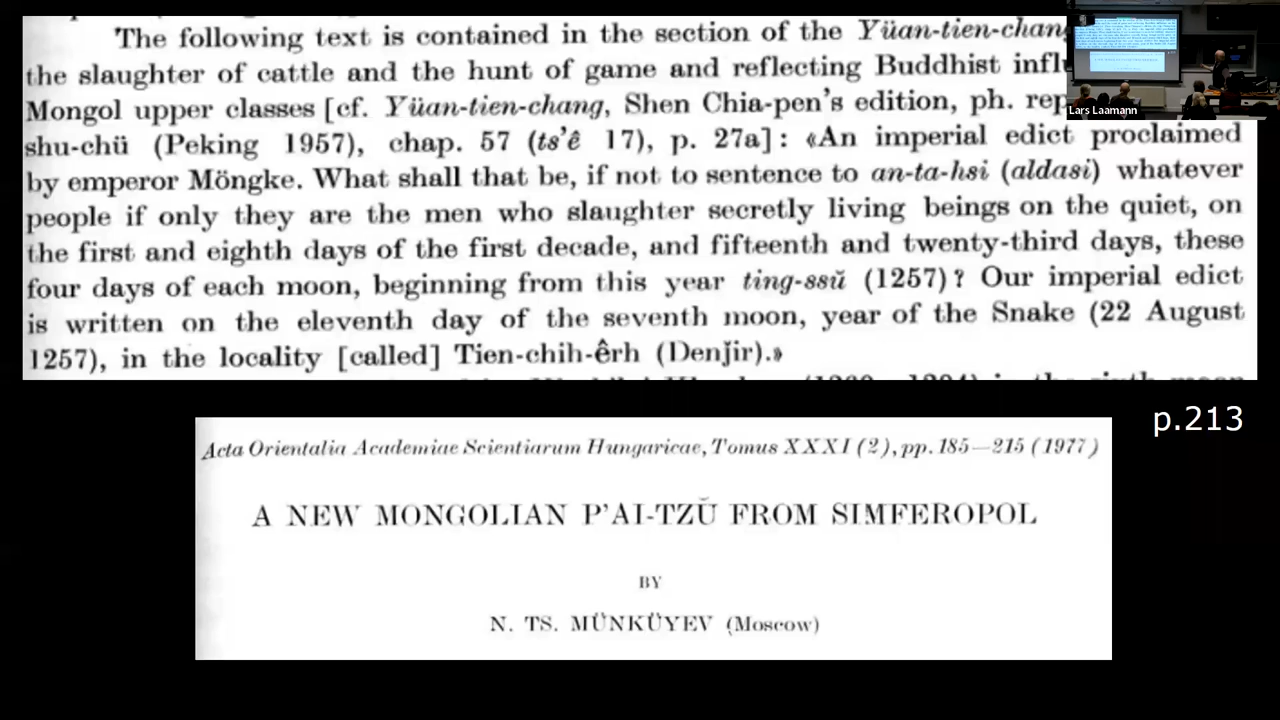 The following text is contained in the section of the Yüan-tien-chang
the slaughter of cattle and the hunt of game and reflecting Buddhist
Mongol upper classes [cf. Yüan-tien-chang, Shen Chia-pen's edition, ph.
shu-chü (Peking 1957), chap. 57 (ts'ê 17), p. 27a]: «An imperial edict proclaimed
by emperor Möngke. What shall that be, if not to sentence to an-ta-hsi (aldasi) whatever
people if only they are the men who slaughter secretly living beings on the quiet, on
the first and eighth days of the first decade, and fifteenth and twenty-third days, these
four days of each moon, beginning from this year ting-ssŭ (1257)? Our imperial edict
is written on the eleventh day of the seventh moon, year of the Snake (22 August
1257), in the locality [called] Tien-chih-êrh (Denǰir).»
Lars Laamann
p.213
Acta Orientalia Academiae Scientiarum Hungaricae, Tomus XXXI (2), pp. 185—215 (1977)
A NEW MONGOLIAN P'AI-TZŬ FROM SIMFEROPOL
BY
N. TS. MÜNKÜYEV (Moscow)